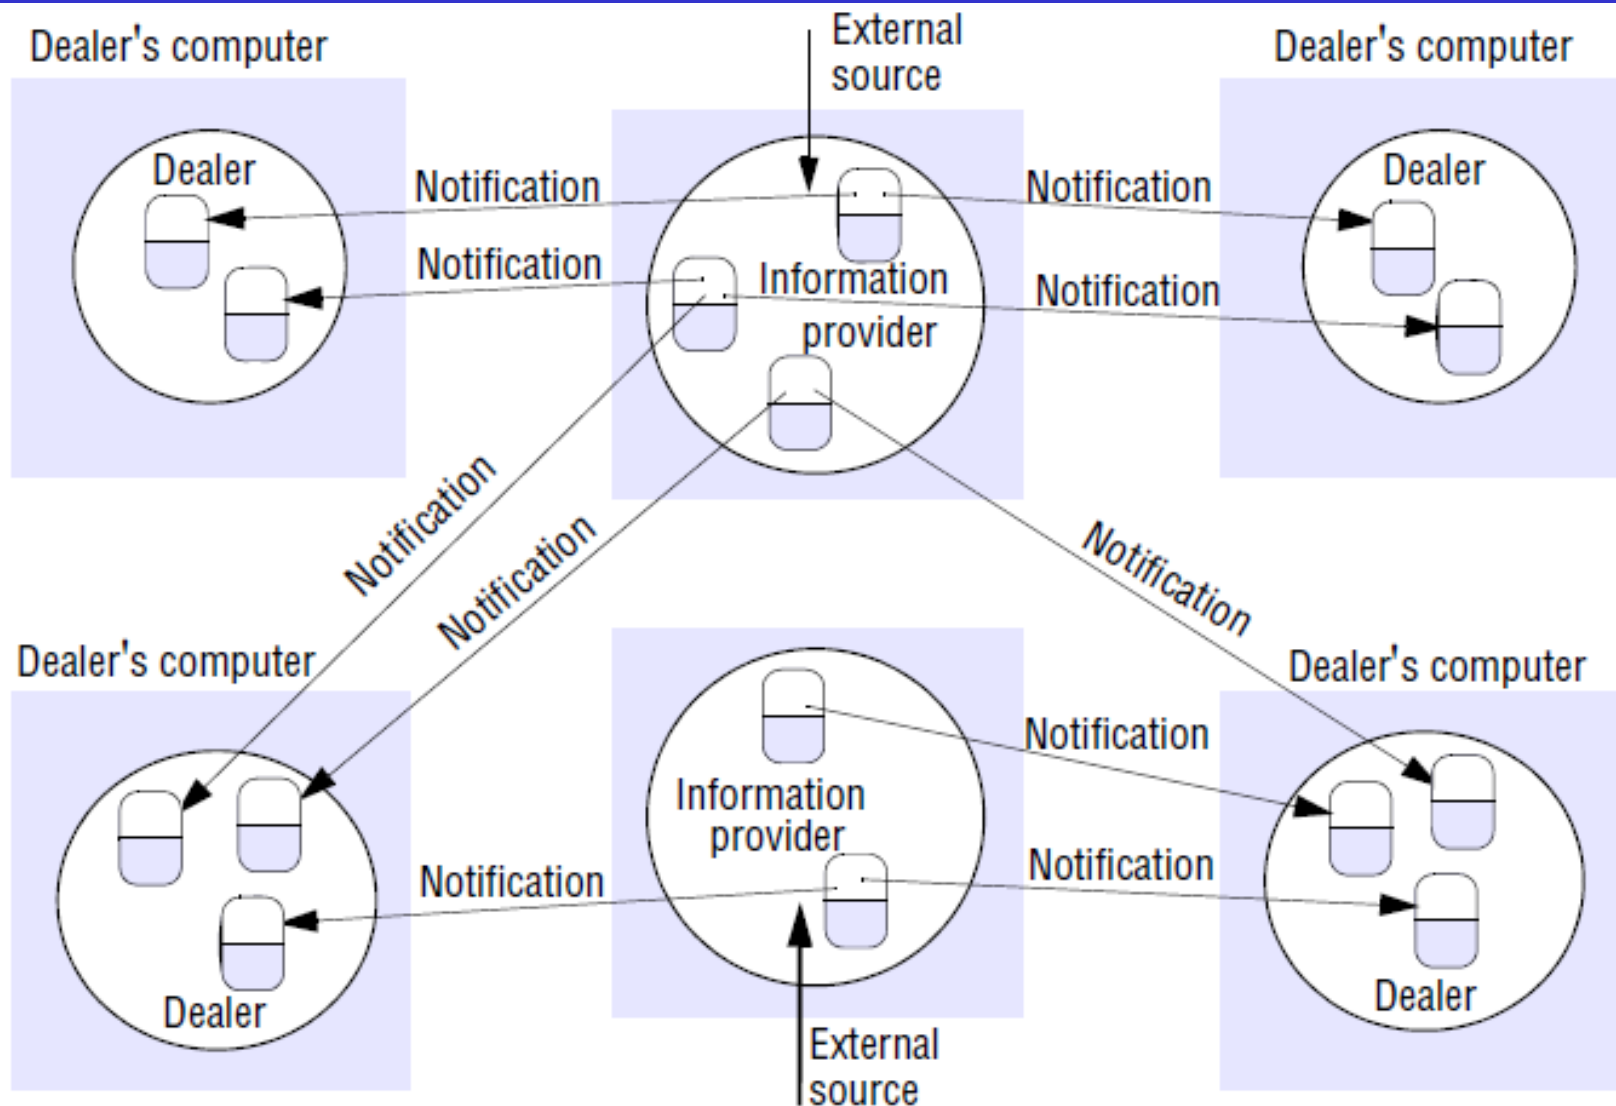 Dealer's computer
External
source
Dealer's computer
Dealer
Notification
Notification
Dealer
Notification
Information
provider
Notification
Notification
Notification
Notification
Dealer's computer
Dealer's computer
Notification
Information
provider
Notification
Notification
Dealer
Dealer
External
source